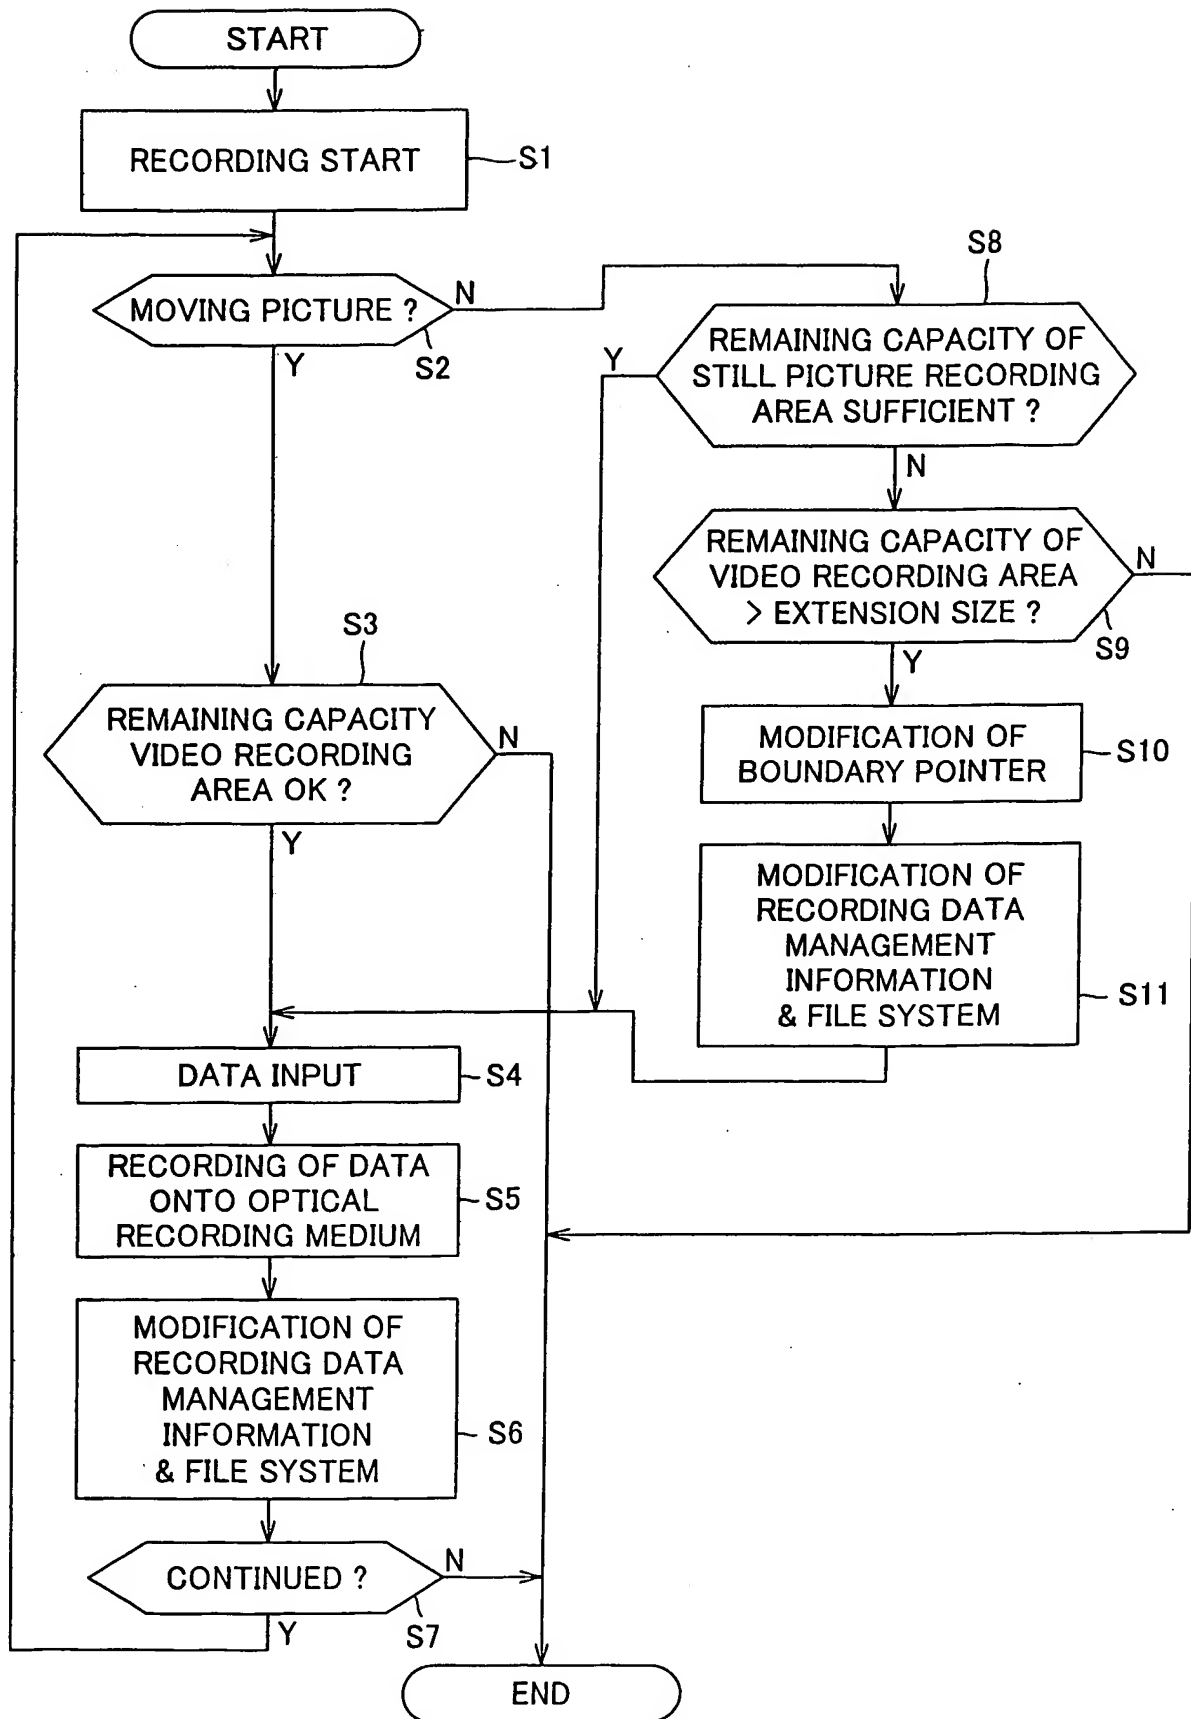 START
RECORDING START
S1
MOVING PICTURE ?
N
S2
Y
S8
REMAINING CAPACITY OF
STILL PICTURE RECORDING
AREA SUFFICIENT ?
Y
N
REMAINING CAPACITY OF
VIDEO RECORDING AREA
> EXTENSION SIZE ?
N
S9
Y
S3
REMAINING CAPACITY
VIDEO RECORDING
AREA OK ?
N
Y
MODIFICATION OF
BOUNDARY POINTER
S10
MODIFICATION OF
RECORDING DATA
MANAGEMENT
INFORMATION
& FILE SYSTEM
S11
DATA INPUT
S4
RECORDING OF DATA
ONTO OPTICAL
RECORDING MEDIUM
S5
MODIFICATION OF
RECORDING DATA
MANAGEMENT
INFORMATION
& FILE SYSTEM
S6
CONTINUED ?
N
S7
Y
END